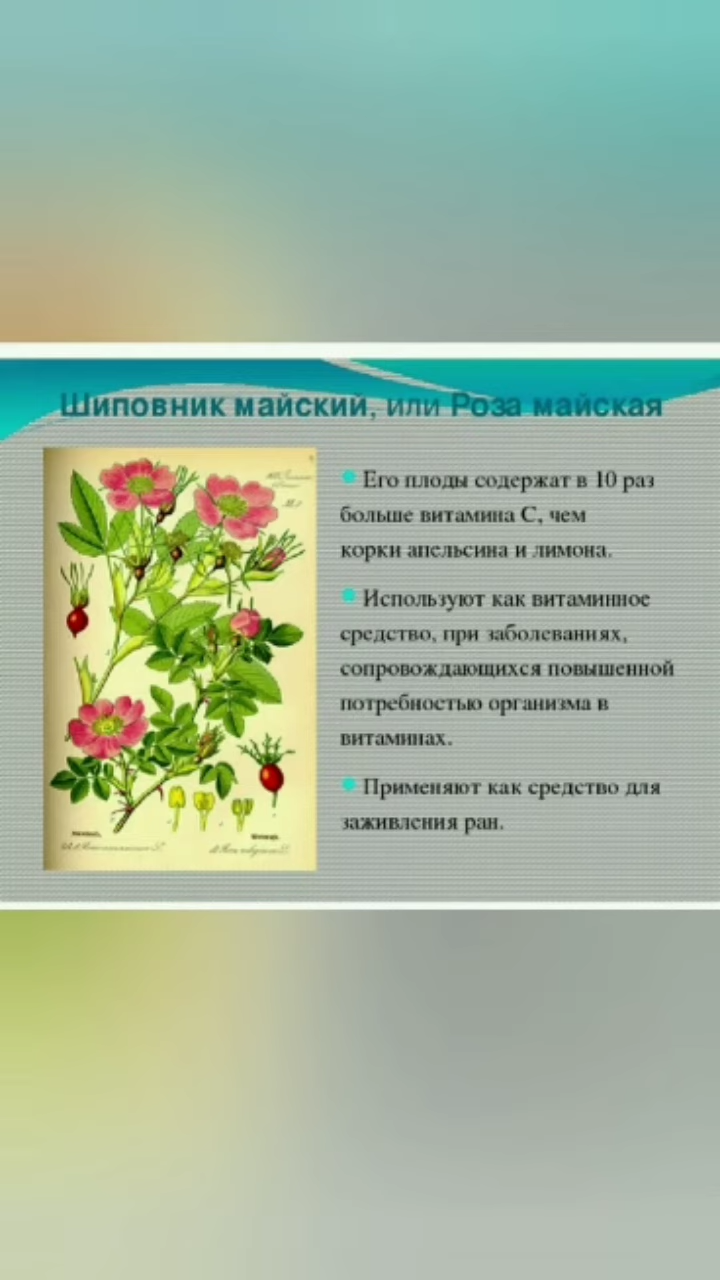 Шиповник майский, или Роза майская
Его плоды содержат в 10 раз
больше витамина С, чем
корки апельсина и лимона.
Используют как витаминное
средство, при заболеваниях,
сопровождающихся повышенной
потребностью организма в
витаминах.
Применяют как средство для
заживления ран.